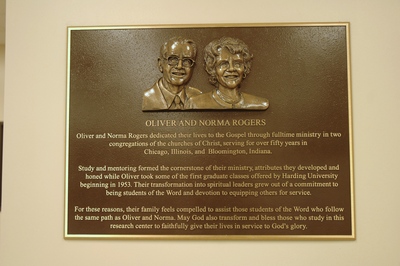 OLIVER AND NORMA ROGERS
Oliver and Norma Rogers dedicated their lives to the Gospel through fulltime ministry in two
congregations of the churches of Christ, serving for over fifty years in
Chicago, Illinois, and Bloomington, Indiana.
Study and mentoring formed the cornerstone of their ministry, attributes they developed and
honed while Oliver took some of the first graduate classes offered by Harding University
beginning in 1953. Their transformation into spiritual leaders grew out of a commitment to
being students of the Word and devotion to equipping others for service.
For these reasons, their family feels compelled to assist those students of the Word who follow
the same path as Oliver and Norma. May God also transform and bless those who study in this
research center to faithfully give their lives in service to God's glory.